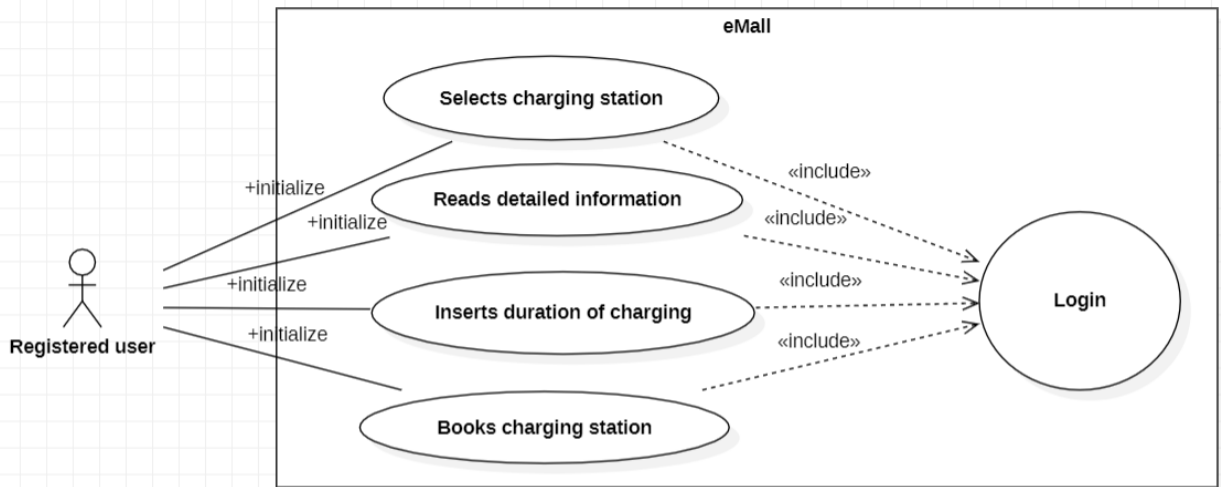 eMall
Selects charging station
«include»
+initialize
Reads detailed information
«include»
+initialize
+initialize
«include»
Login
Inserts duration of charging
+initialize
«include»
Registered user
Books charging station